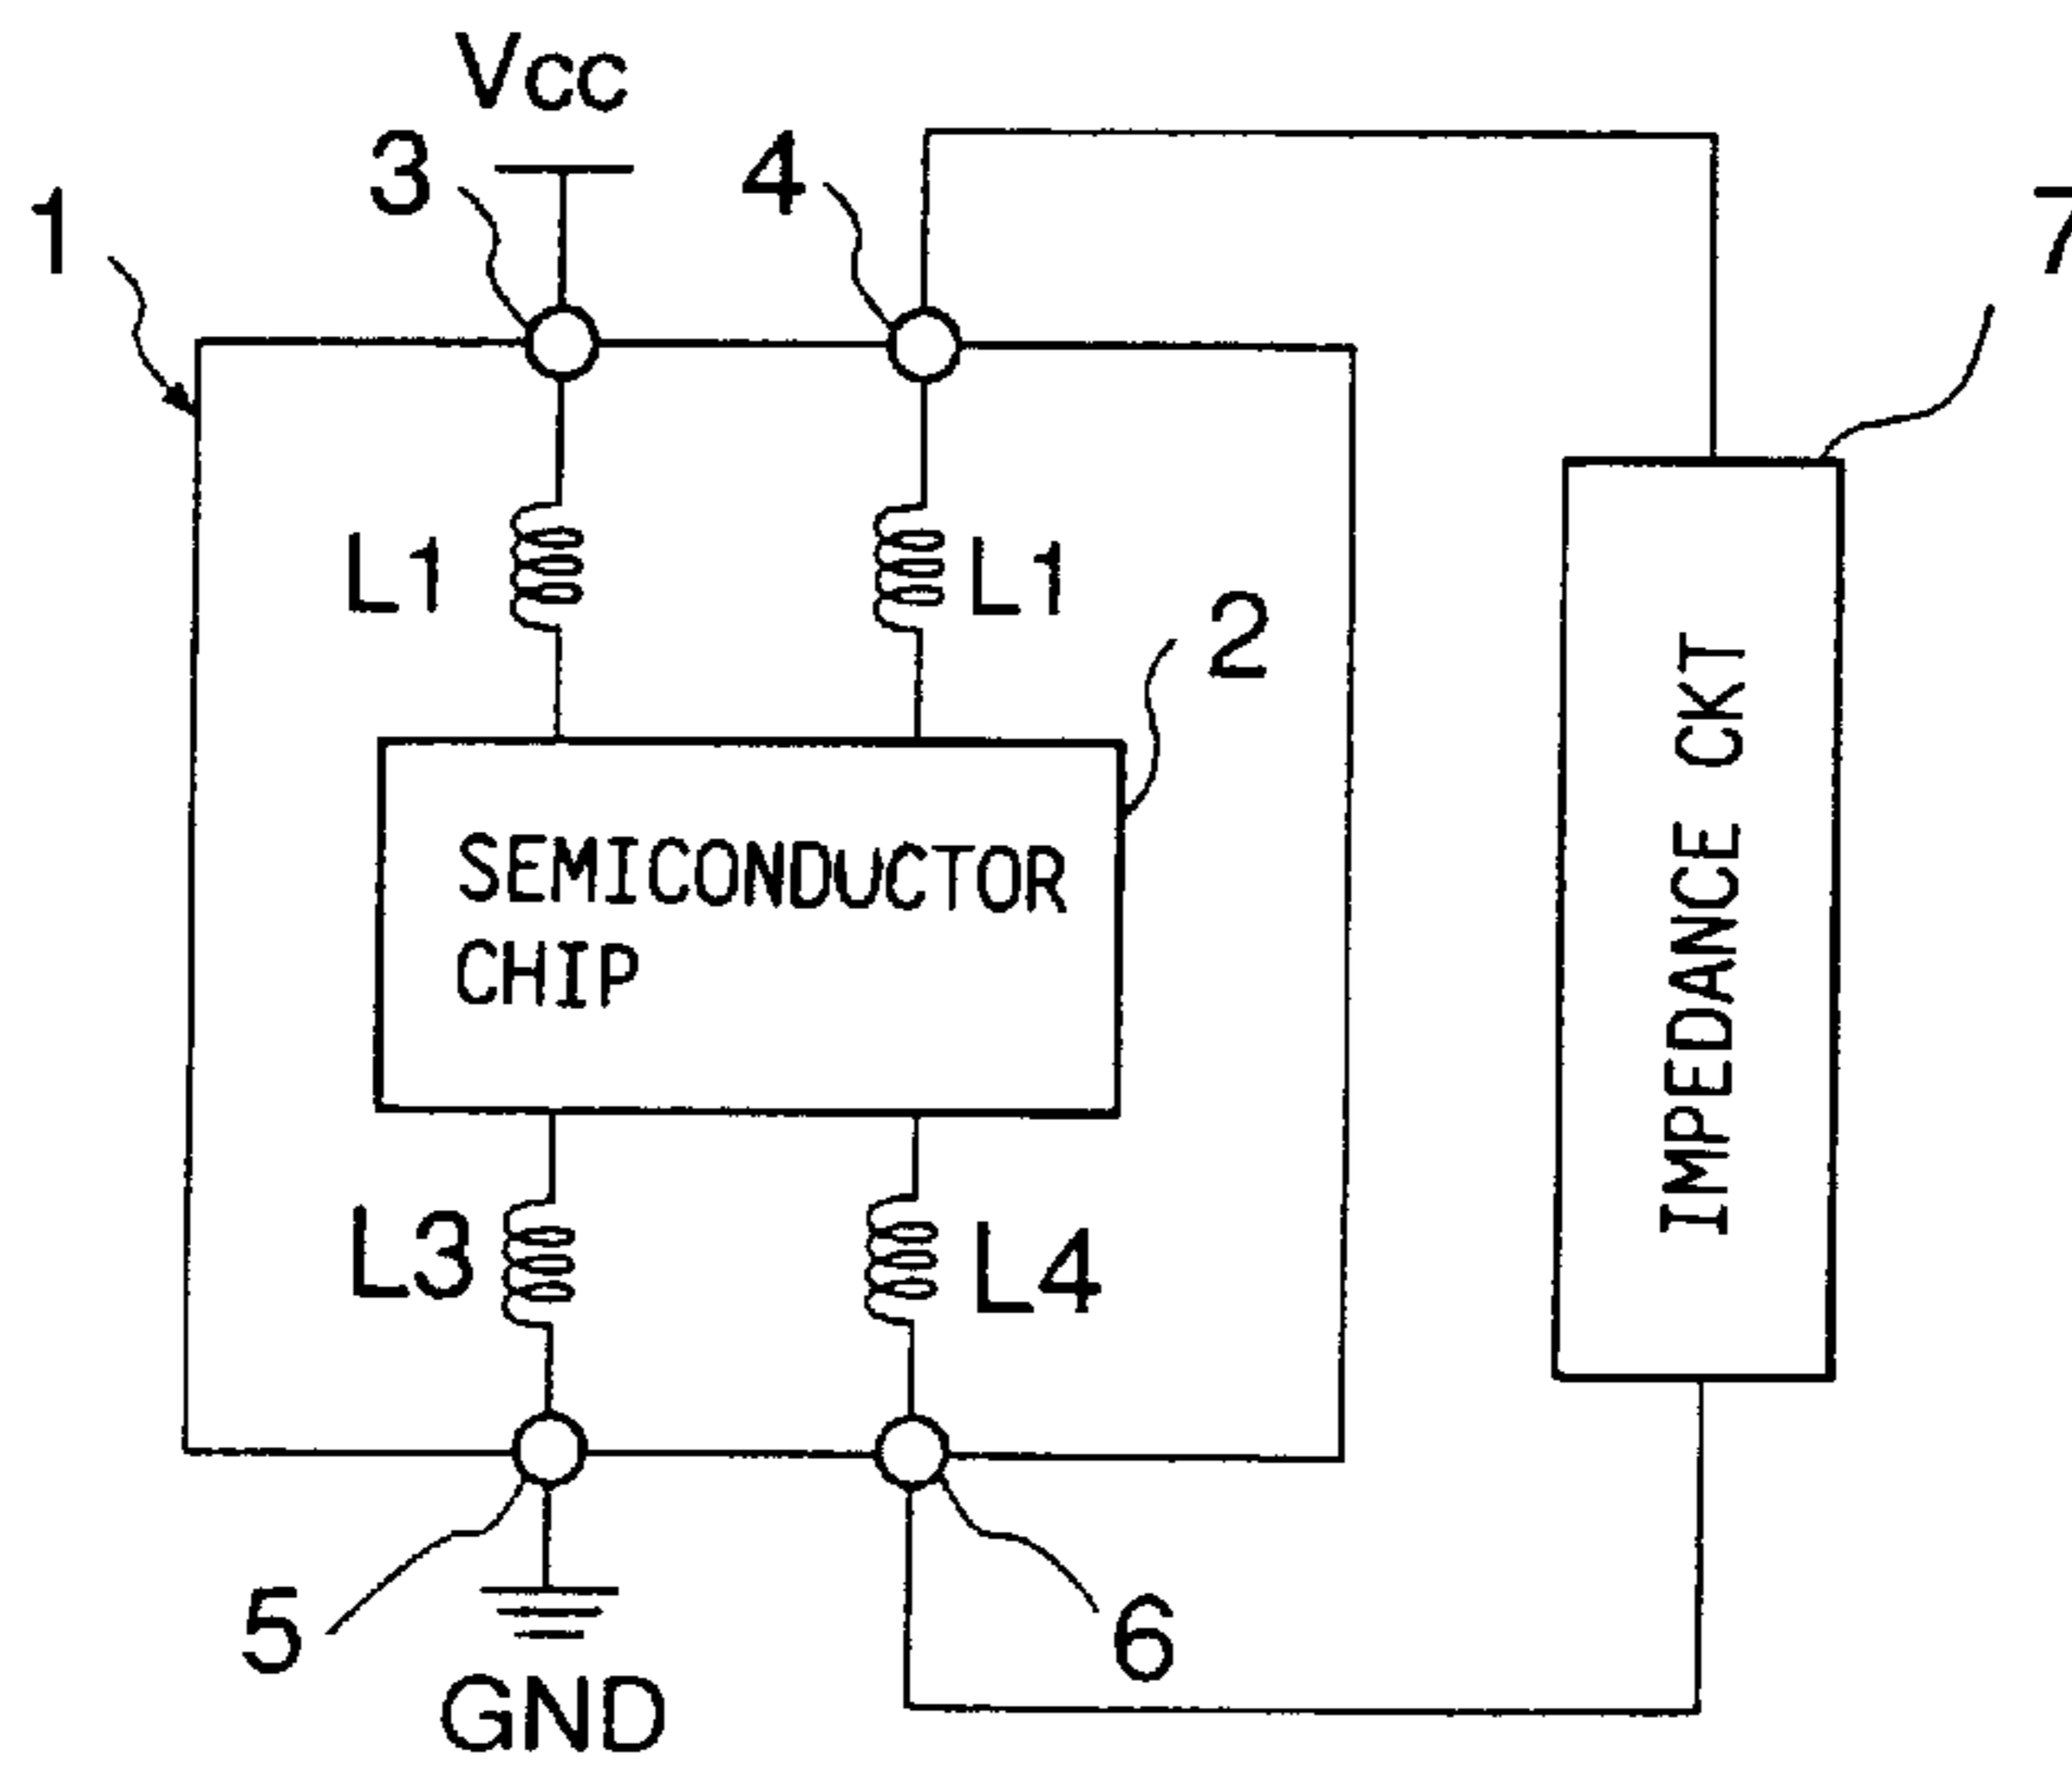 Vcc
3
4
1
7
L1
L1
2
SEMICONDUCTOR
CHIP
IMPEDANCE CKT
L3
L4
5
6
GND